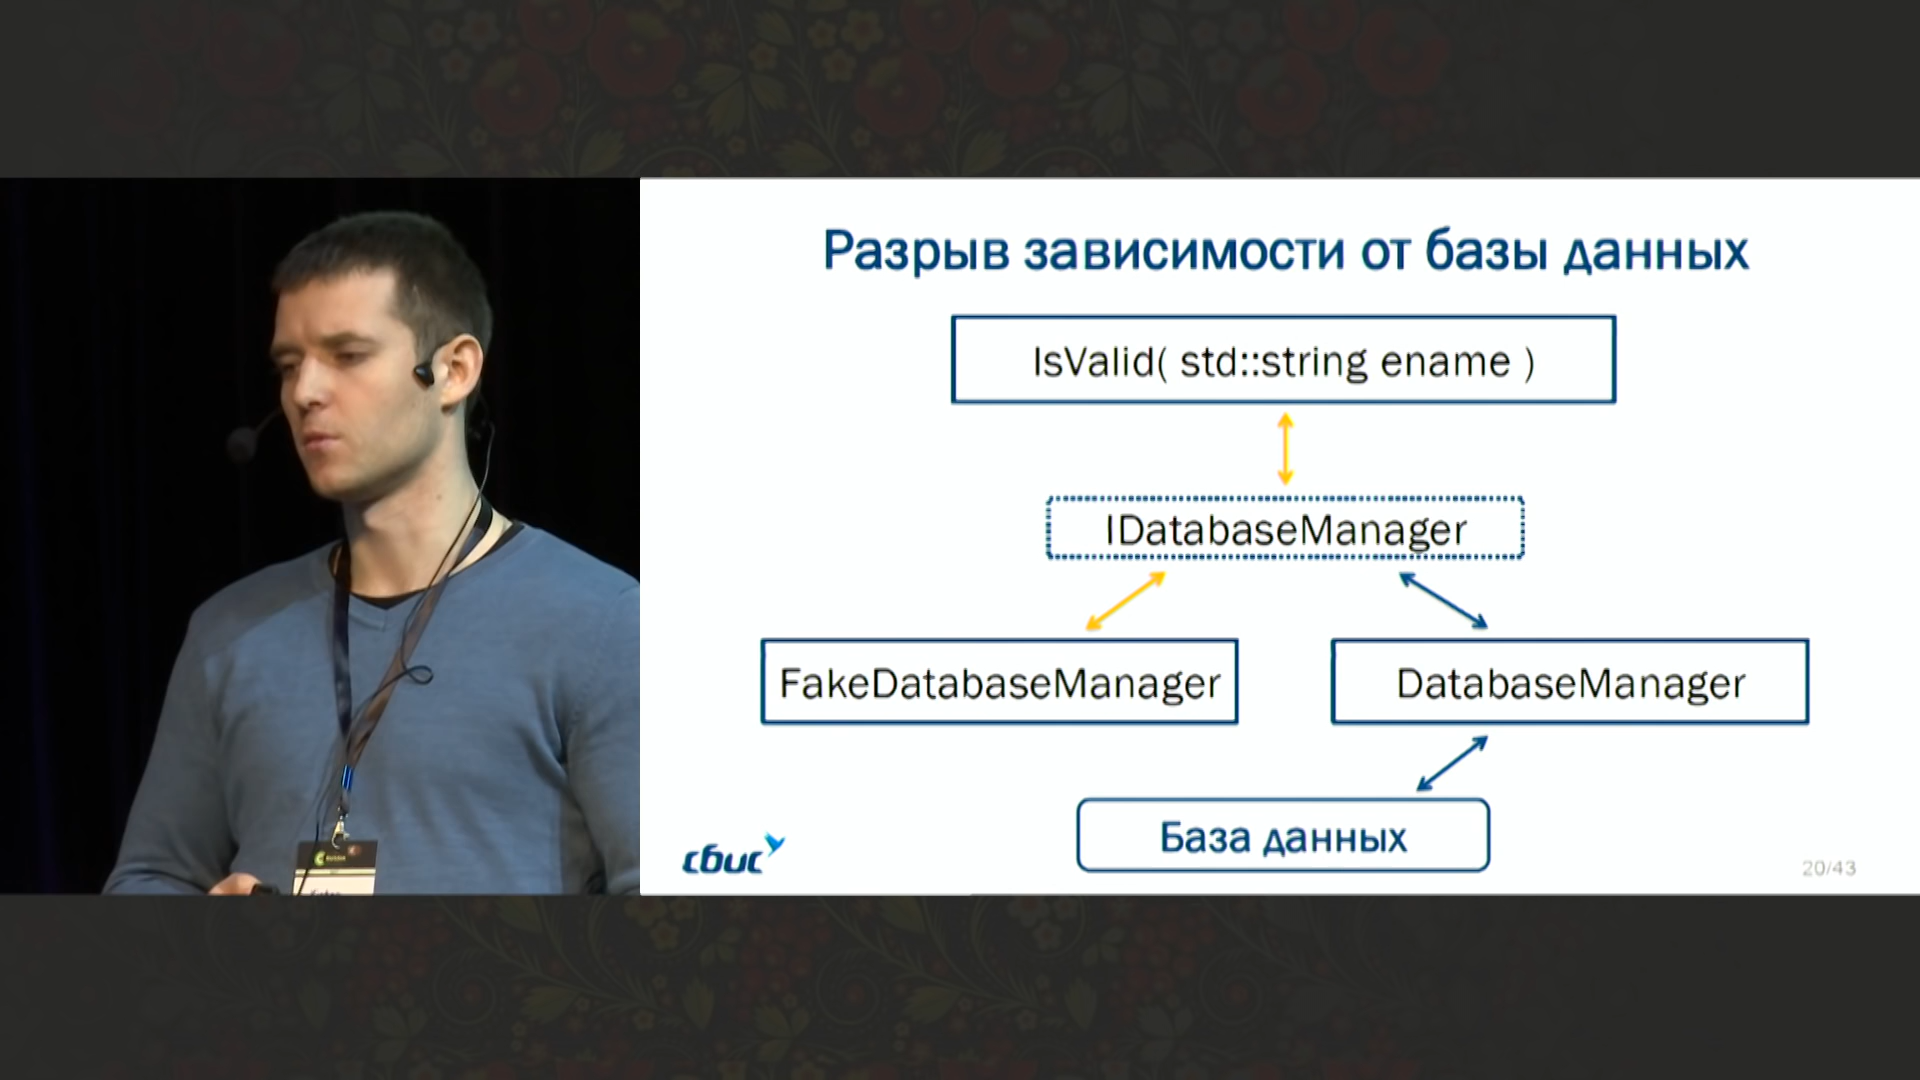 Разрыв зависимости от базы данных
IsValid( std::string ename )
IDatabaseManager
FakeDatabaseManager
DatabaseManager
База данных
сбис
20/43